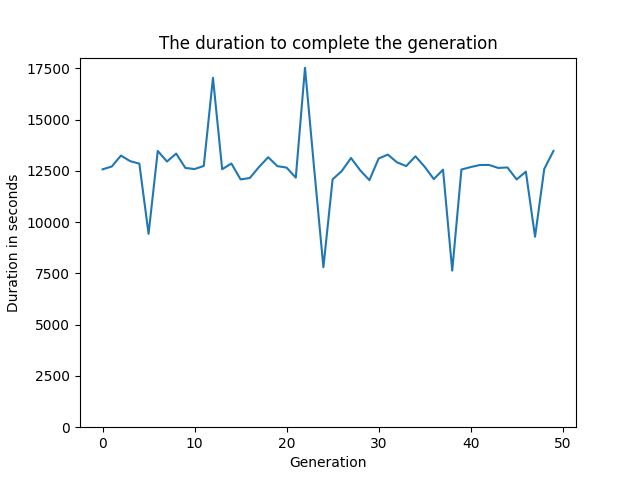 The duration to complete the generation
17500
15000
12500
10000
7500
5000
2500
0
Duration in seconds
0 10 20 30 40 50
Generation